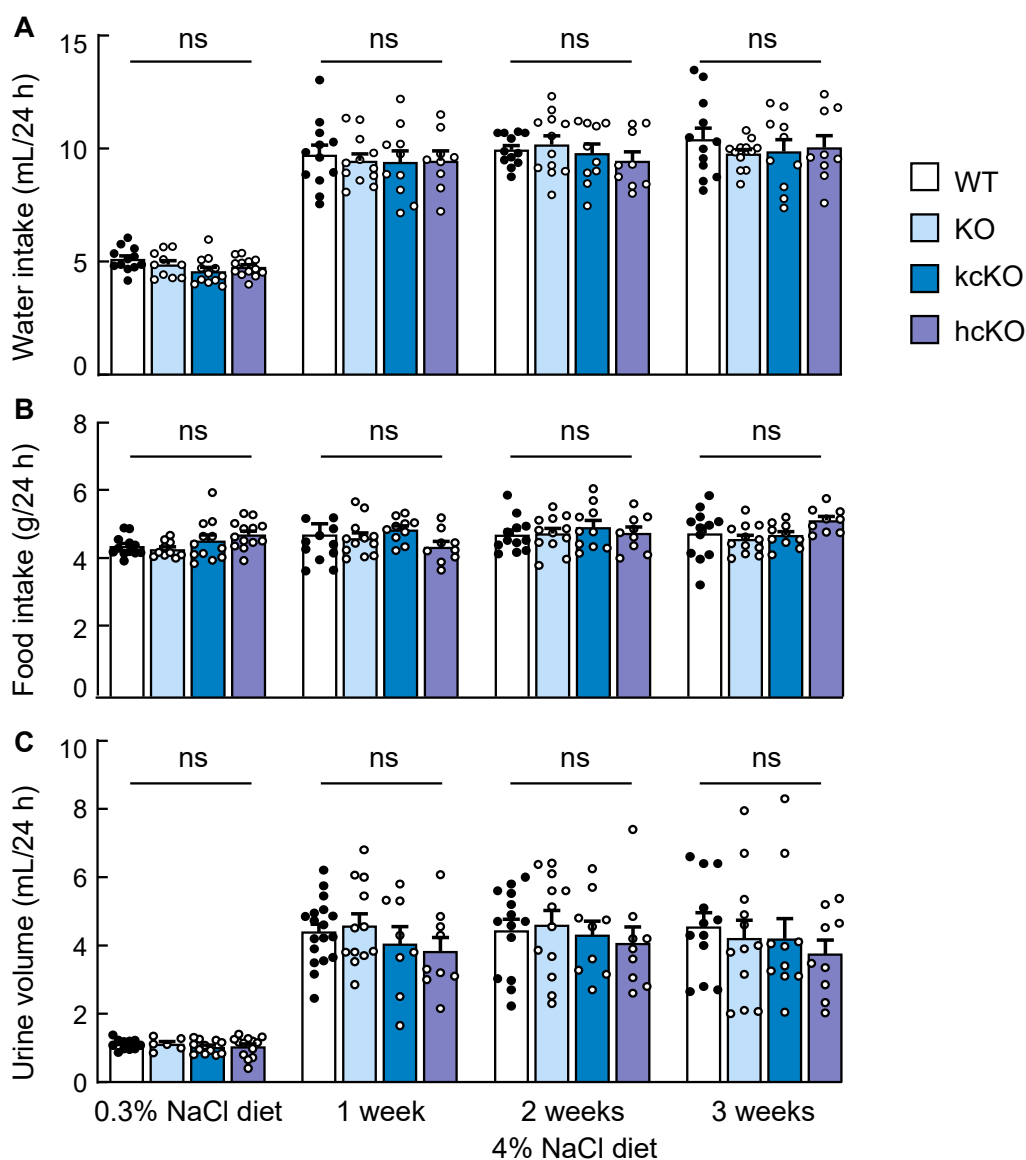 A
Water intake (mL/24 h)
15
10
5
0
ns
ns
ns
ns
WT
KO
kcKO
hcKO
B
Food intake (g/24 h)
8
6
4
2
0
ns
ns
ns
ns
C
Urine volume (mL/24 h)
10
8
6
4
2
0
ns
ns
ns
ns
0.3% NaCl diet
1 week
2 weeks
3 weeks
4% NaCl diet